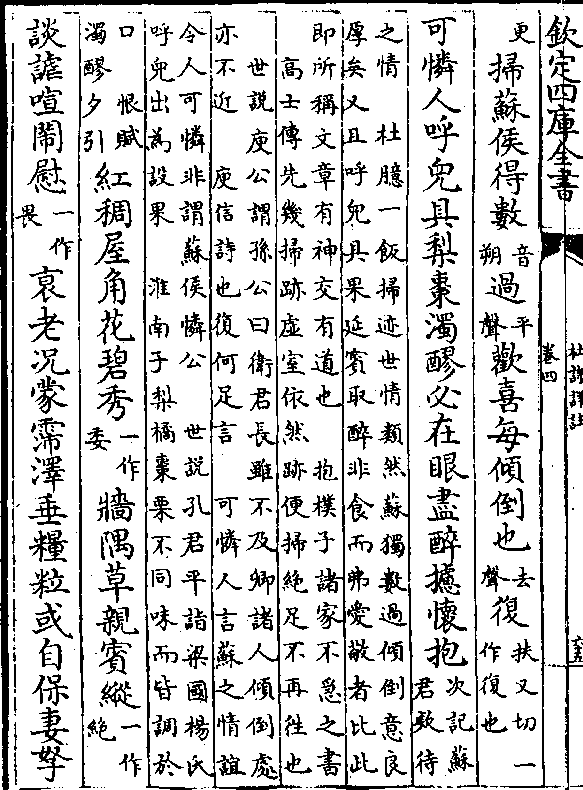 欽定四庫全書
杜詩詳註
卷四
更掃蘇侯得數音朔過平聲歡喜每傾倒也去聲復扶又切一作復也
可憐人呼兒具梨棗濁醪必在眼盡醉攄懷抱次記蘇君欵待
之情 杜臆一飯掃迹世情類然蘇獨數過傾倒意良
厚矣又且呼兒具果延賓取醉非食而弗愛敬者比此
即所稱文章有神交有道也 抱樸子諸家不急之書
高士傳先幾掃跡虛室依然跡便掃絕足不再徃也
世說庾公謂孫公曰衛君長雖不及卿諸人傾倒處
亦不近 庾信詩也復何足言 可憐人言蘇之情誼
令人可憐非謂蘇侯憐公 世說孔君平詣梁國楊氏
呼兒出為設果 淮南子梨橘棗栗不同味而皆調於
口 恨賦濁醪夕引紅稠屋角花碧秀一作委牆隅草親賓縱一作絕
談謔喧鬧慰一作畏衰老况蒙霈澤垂糧粒或自保妻孥